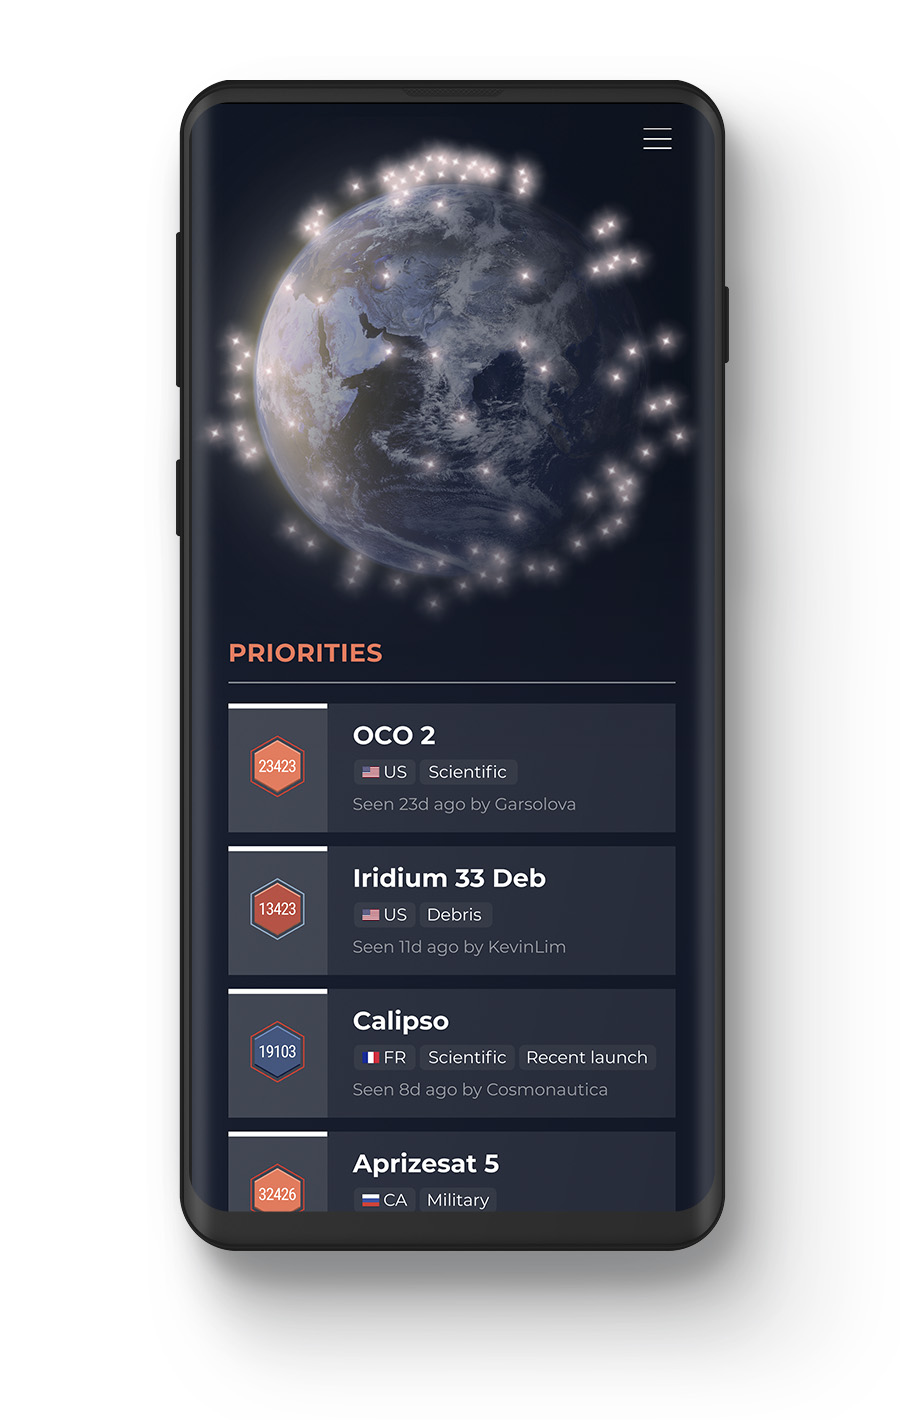 PRIORITIES
23423
OCO 2
US Scientific
Seen 23d ago by Garsolova
13423
Iridium 33 Deb
US Debris
Seen 11d ago by KevinLim
19103
Calipso
FR Scientific Recent launch
Seen 8d ago by Cosmonautica
32426
Aprizesat 5
CA Military